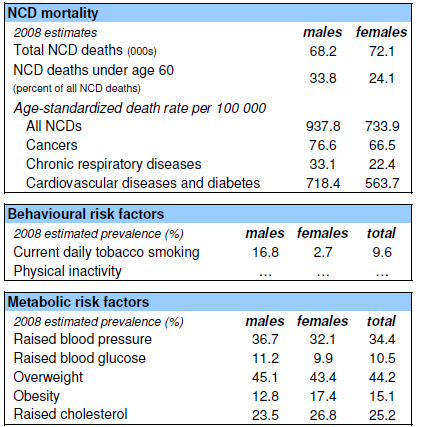 NCD mortality
2008 estimates males females
Total NCD deaths (000s) 68.2 72.1
NCD deaths under age 60
(percent of all NCD deaths) 33.8 24.1
Age-standardized death rate per 100 000
All NCDs 937.8 733.9
Cancers 76.6 66.5
Chronic respiratory diseases 33.1 22.4
Cardiovascular diseases and diabetes 718.4 563.7
Behavioural risk factors
2008 estimated prevalence (%) males females total
Current daily tobacco smoking 16.8 2.7 9.6
Physical inactivity ... ... ...
Metabolic risk factors
2008 estimated prevalence (%) males females total
Raised blood pressure 36.7 32.1 34.4
Raised blood glucose 11.2 9.9 10.5
Overweight 45.1 43.4 44.2
Obesity 12.8 17.4 15.1
Raised cholesterol 23.5 26.8 25.2